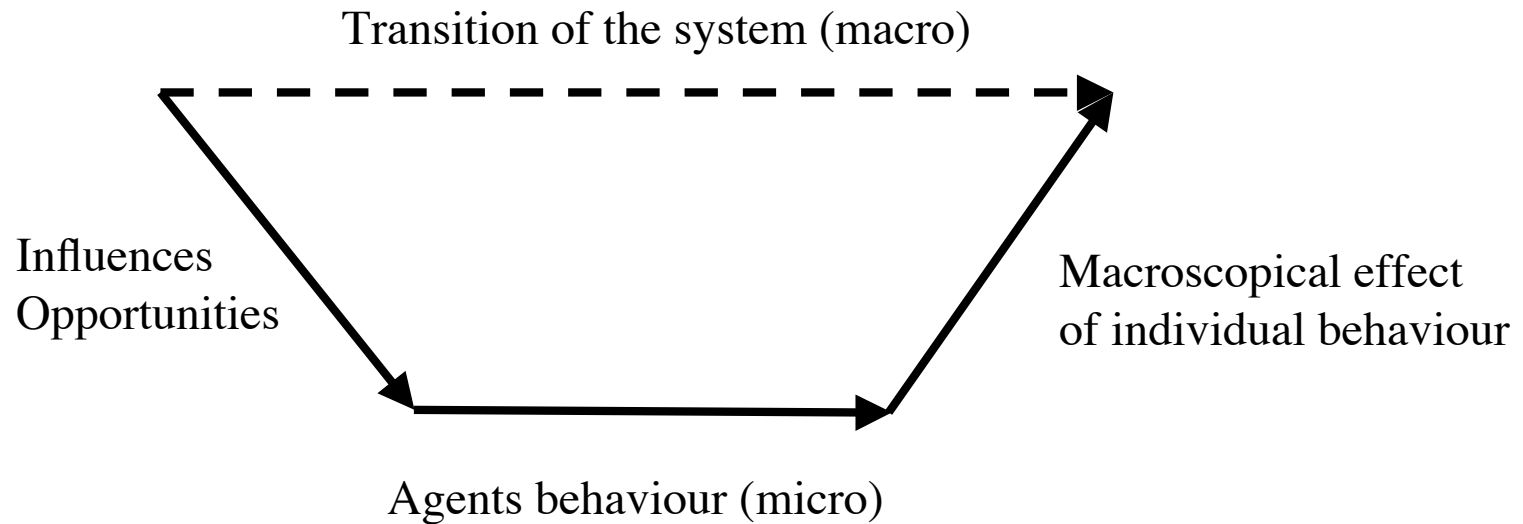 Transition of the system (macro)
Influences
Opportunities
Macroscopical effect
of individual behaviour
Agents behaviour (micro)